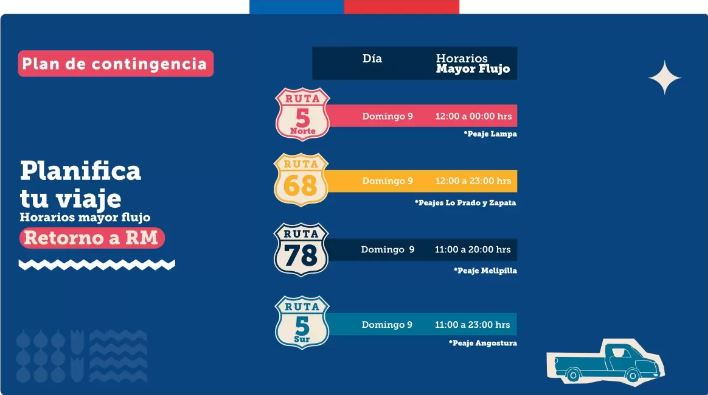 Plan de contingencia
Planifica
tu viaje
Horarios mayor flujo
Retorno a RM
Día
Horarios
Mayor Flujo
RUTA
5
Norte
Domingo 9
12:00 a 00:00 hrs
*Peaje Lampa
RUTA
68
Domingo 9
12:00 a 23:00 hrs
*Peajes Lo Prado y Zapata
RUTA
78
Domingo 9
11:00 a 20:00 hrs
*Peaje Melipilla
RUTA
5
Sur
Domingo 9
11:00 a 23:00 hrs
*Peaje Angostura